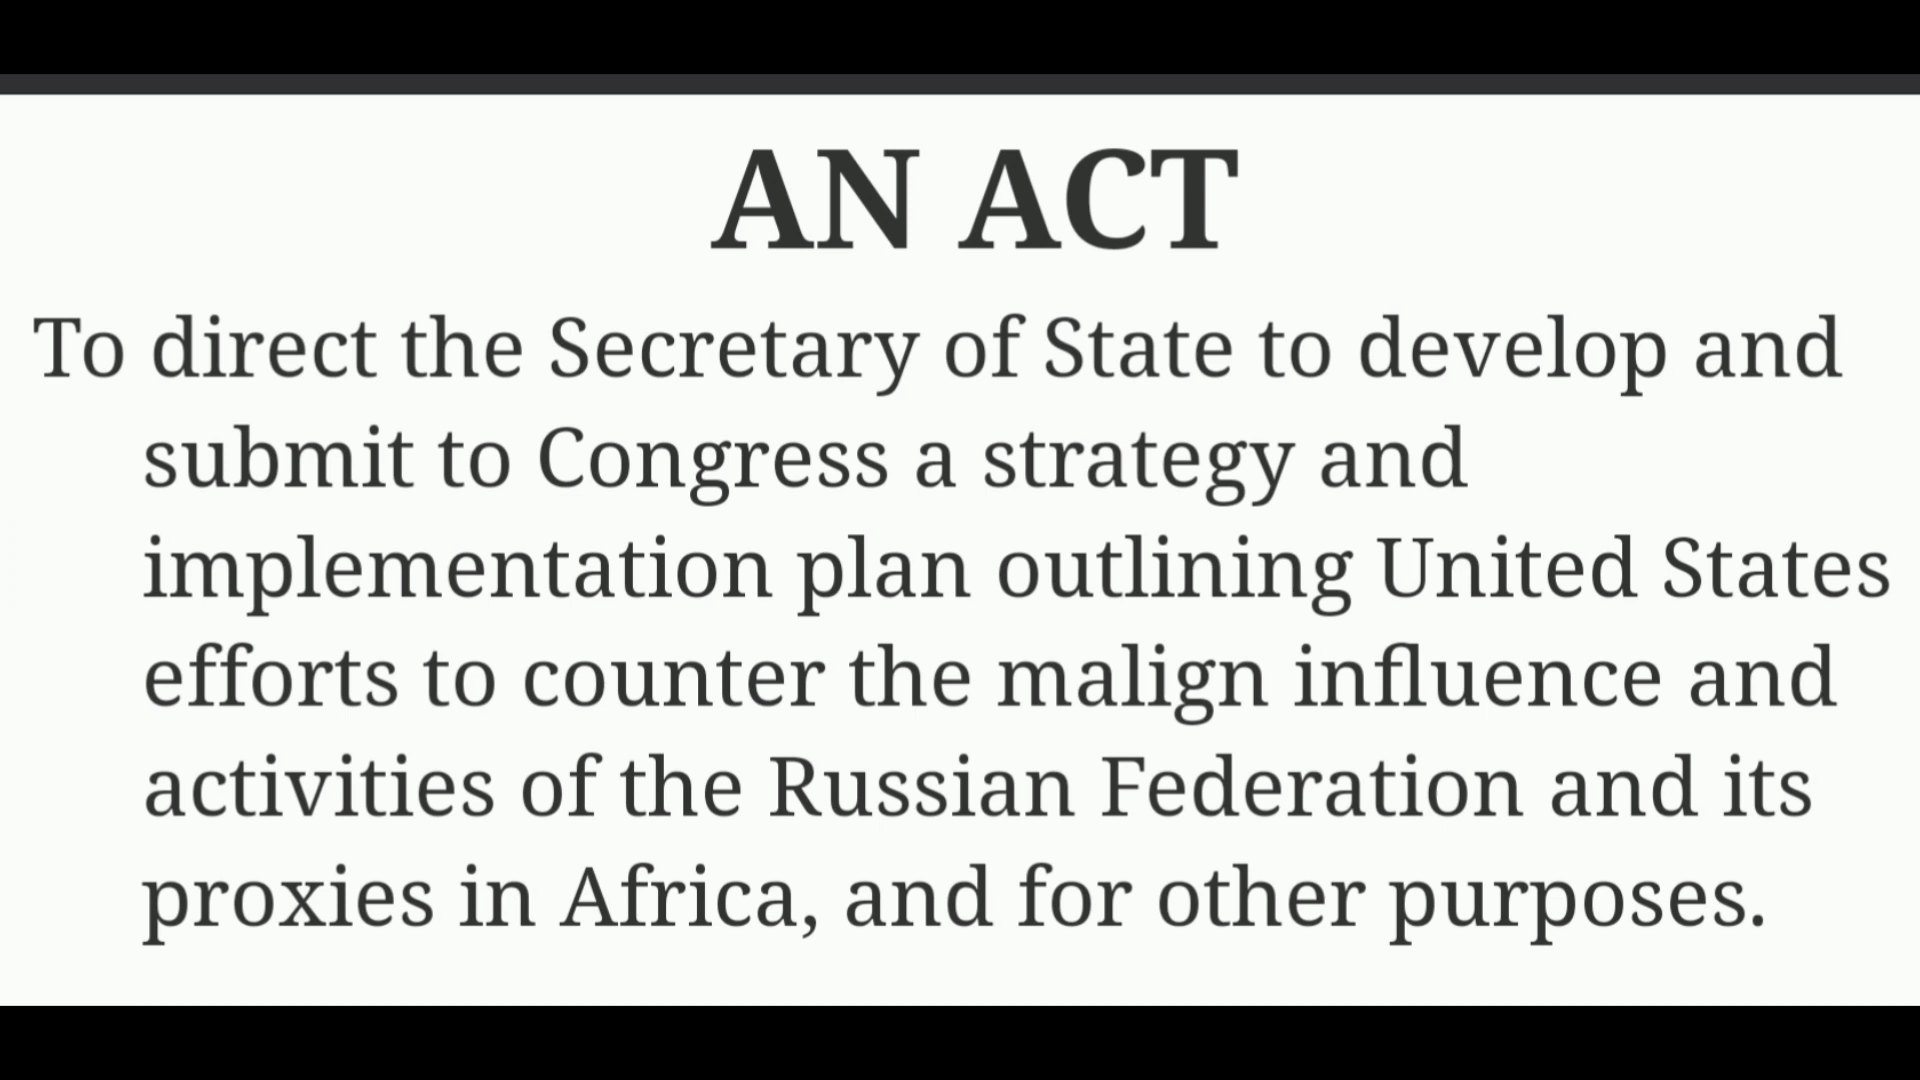 AN ACT
To direct the Secretary of State to develop and
submit to Congress a strategy and
implementation plan outlining United States
efforts to counter the malign influence and
activities of the Russian Federation and its
proxies in Africa, and for other purposes.